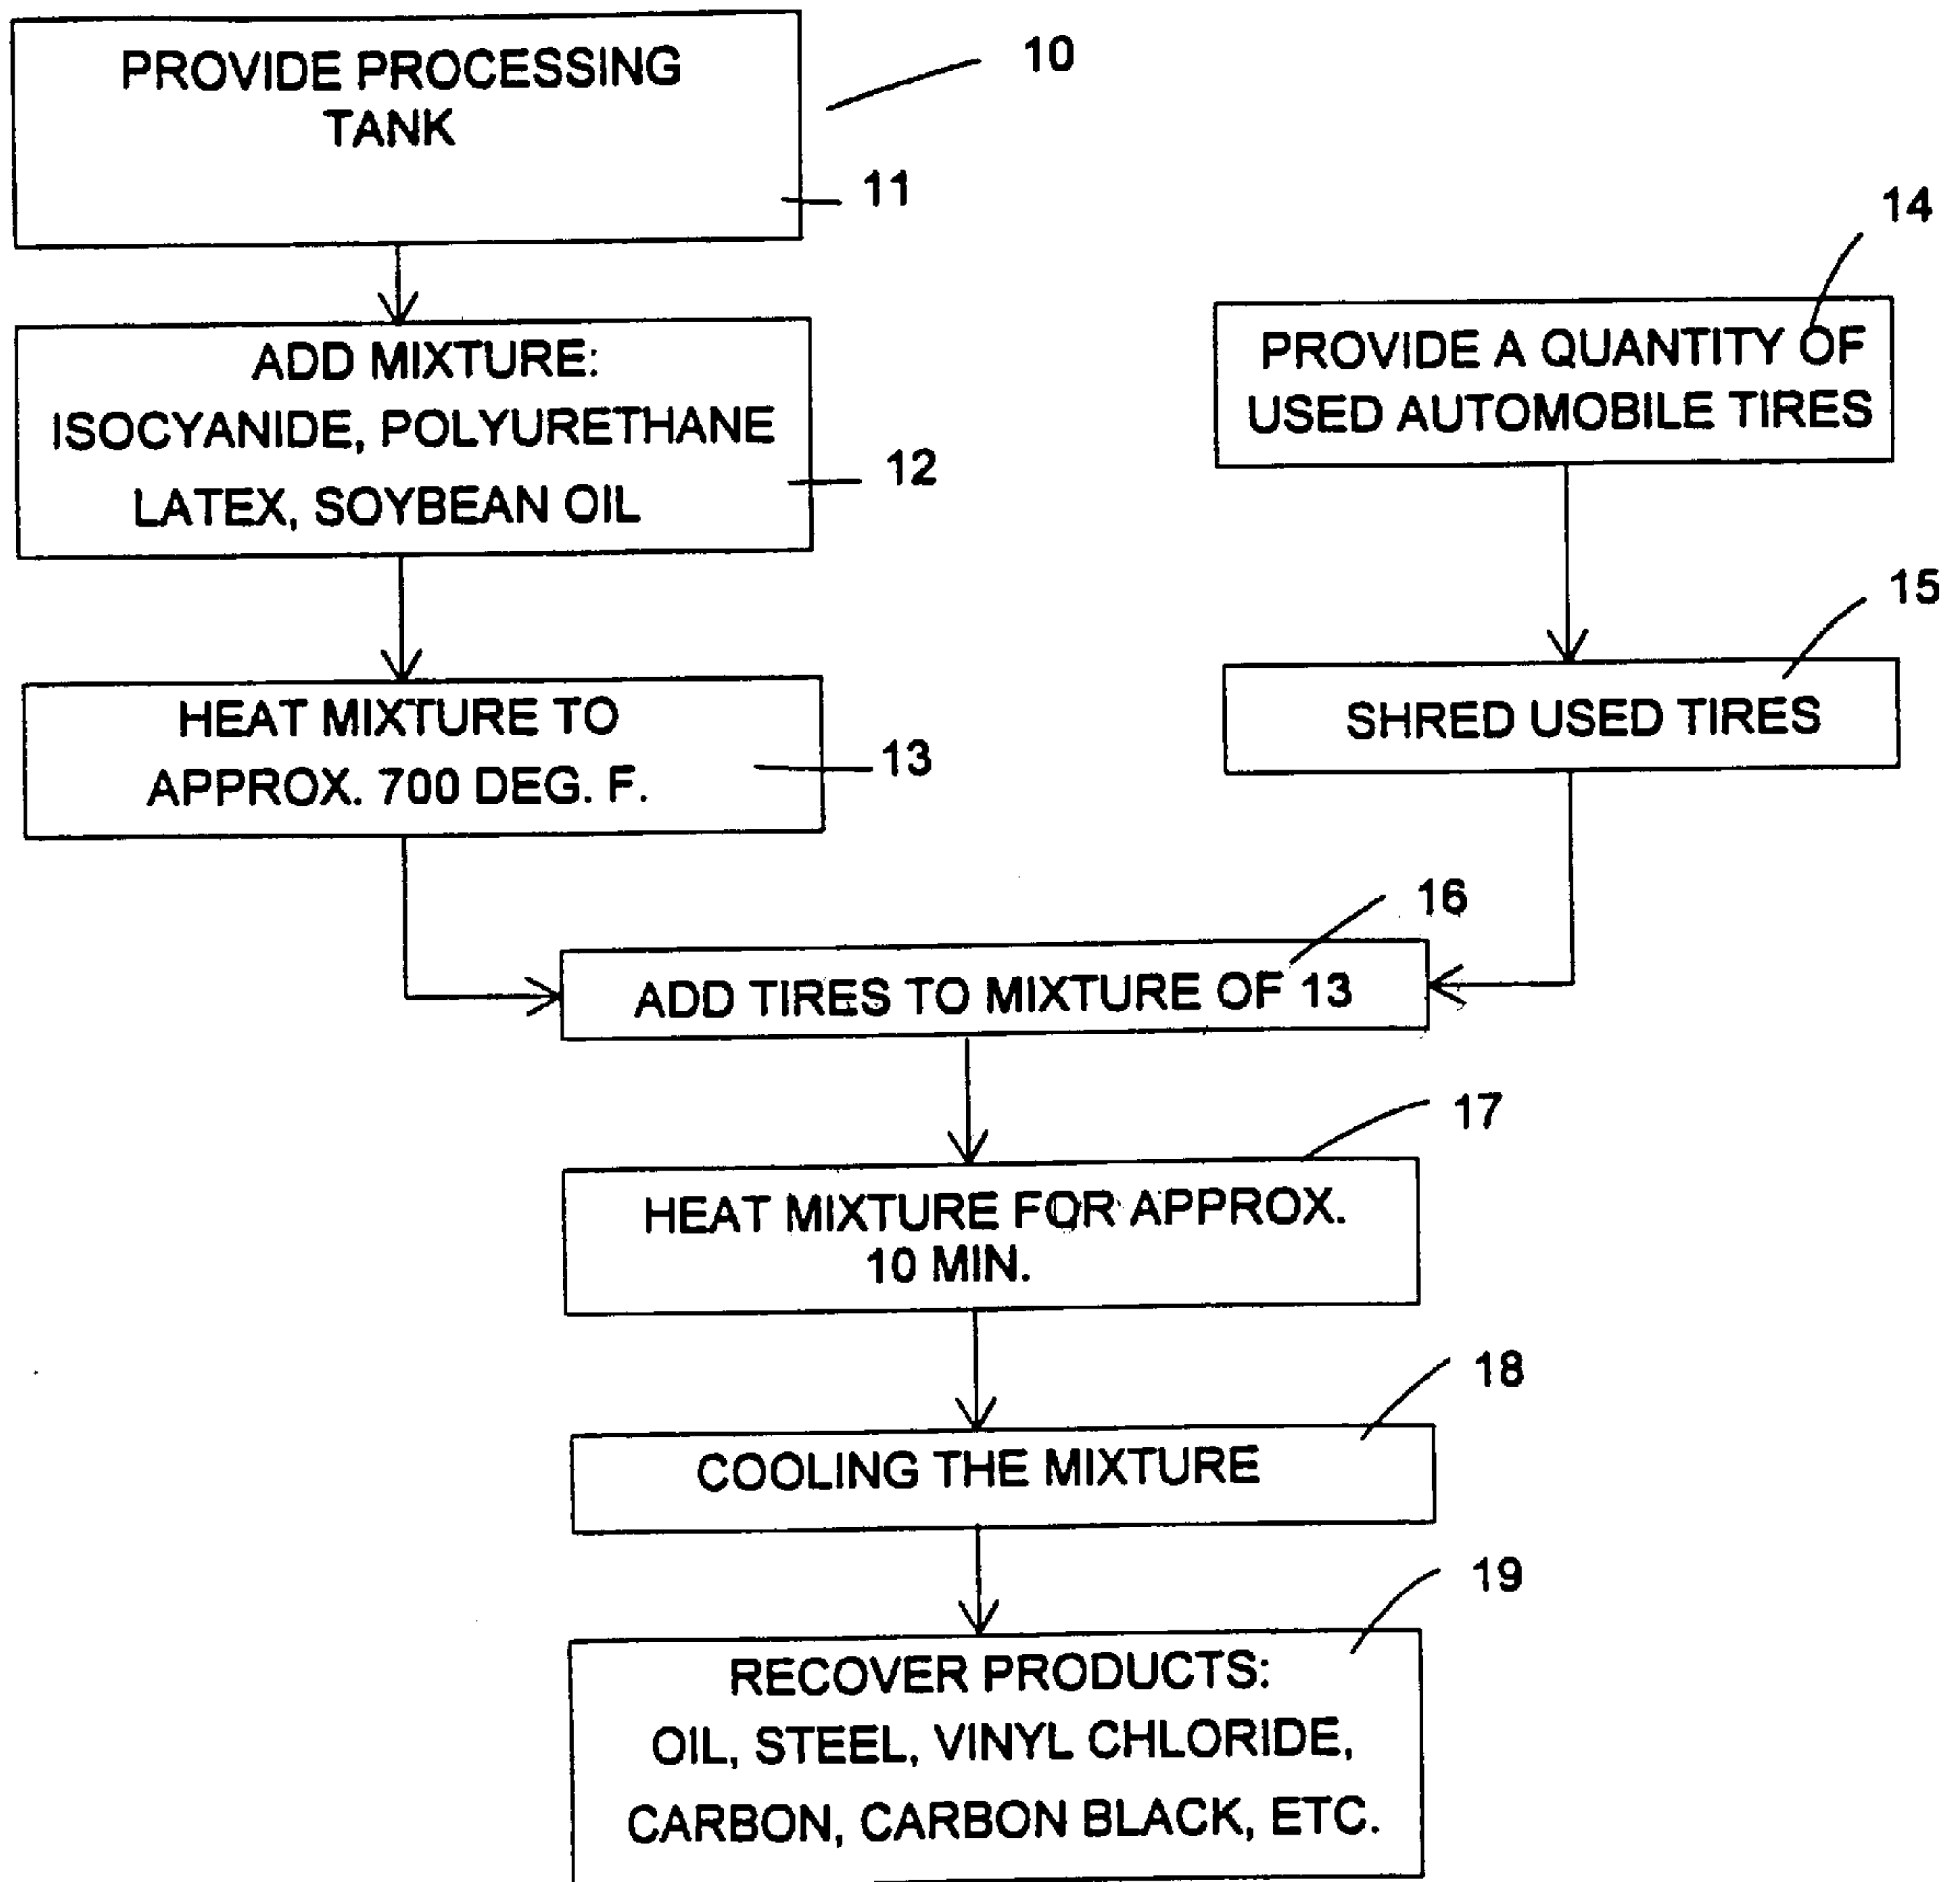 PROVIDE PROCESSING
TANK
10
11
ADD MIXTURE:
ISOCYANIDE, POLYURETHANE
LATEX, SOYBEAN OIL
12
HEAT MIXTURE TO
APPROX. 700 DEG. F.
13
14
PROVIDE A QUANTITY OF
USED AUTOMOBILE TIRES
15
SHRED USED TIRES
16
ADD TIRES TO MIXTURE OF 13
17
HEAT MIXTURE FOR APPROX.
10 MIN.
18
COOLING THE MIXTURE
19
RECOVER PRODUCTS:
OIL, STEEL, VINYL CHLORIDE,
CARBON, CARBON BLACK, ETC.